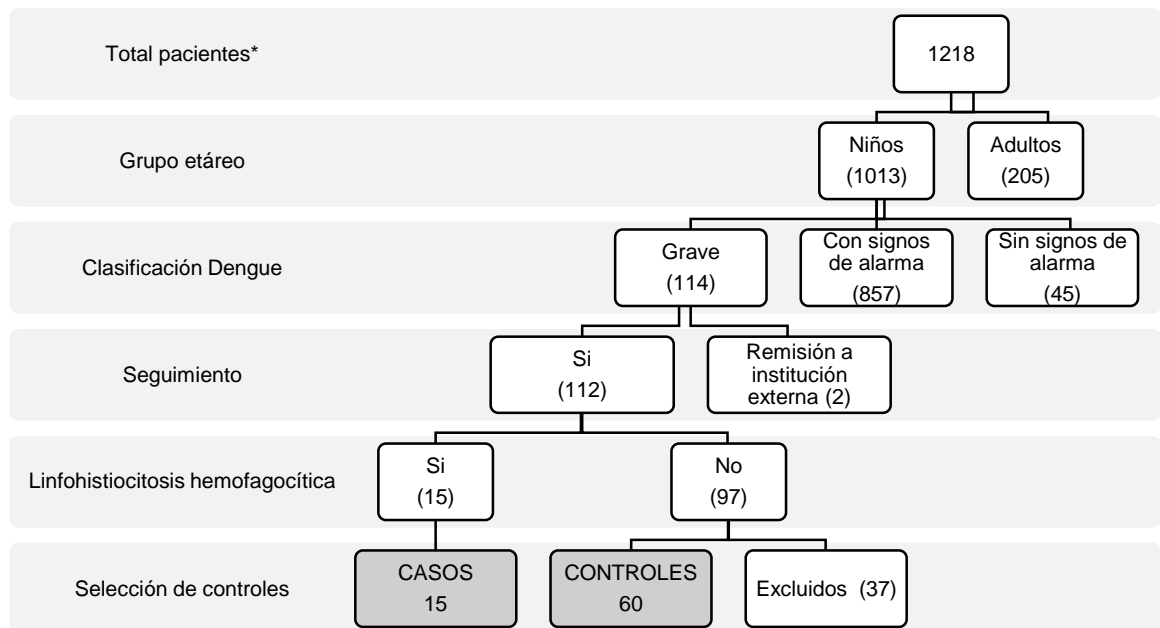 Total pacientes*
1218
Grupo etáreo
Niños
(1013)
Adultos
(205)
Clasificación Dengue
Grave
(114)
Con signos
de alarma
(857)
Sin signos de
alarma
(45)
Seguimiento
Si
(112)
Remisión a
institución
externa (2)
Linfohistiocitosis hemofagocítica
Si
(15)
No
(97)
Selección de controles
CASOS
15
CONTROLES
60
Excluidos (37)